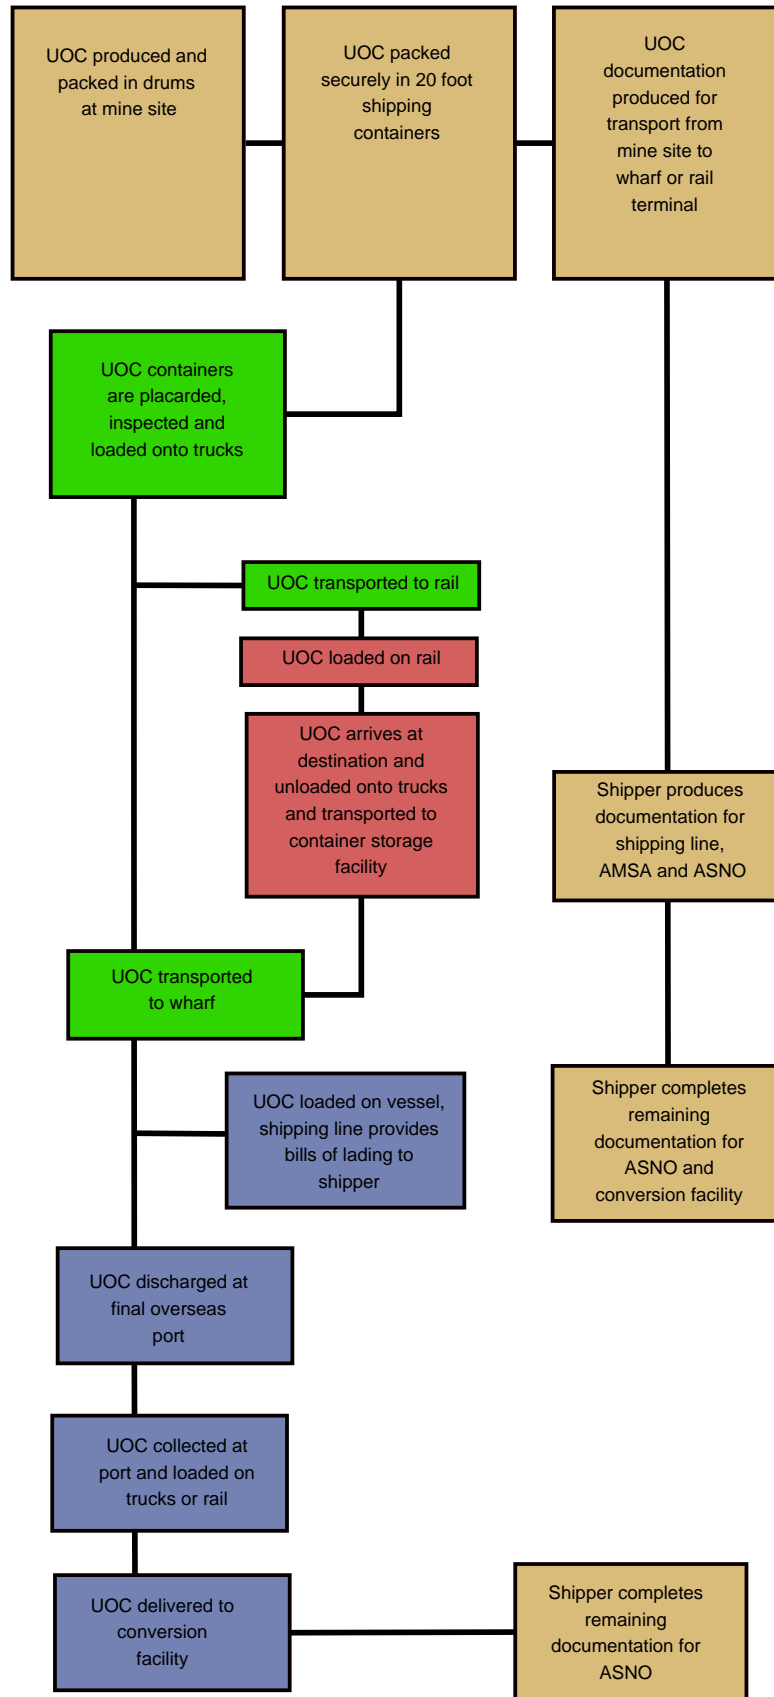 UOC produced and
packed in drums
at mine site
UOC packed
securely in 20 foot
shipping
containers
UOC
documentation
produced for
transport from
mine site to
wharf or rail
terminal
UOC containers
are placarded,
inspected and
loaded onto trucks
UOC transported to rail
UOC loaded on rail
UOC arrives at
destination and
unloaded onto trucks
and transported to
container storage
facility
Shipper produces
documentation for
shipping line,
AMSA and ASNO
UOC transported
to wharf
UOC loaded on vessel,
shipping line provides
bills of lading to
shipper
Shipper completes
remaining
documentation for
ASNO and
conversion facility
UOC discharged at
final overseas
port
UOC collected at
port and loaded on
trucks or rail
UOC delivered to
conversion
facility
Shipper completes
remaining
documentation for
ASNO